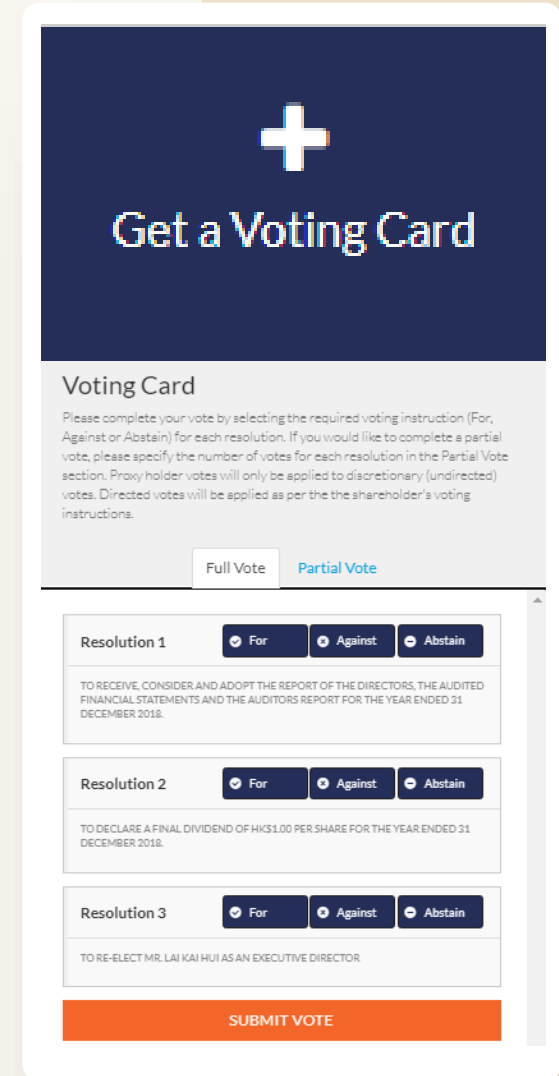 Get a Voting Card
Voting Card
Please complete your vote by selecting the required voting instruction (For,
Against or Abstain) for each resolution. If you would like to complete a partial
vote, please specify the number of votes for each resolution in the Partial Vote
section. Proxy holder votes will only be applied to discretionary (undirected)
votes. Directed votes will be applied as per the the shareholder's voting
instructions.
Full Vote Partial Vote
Resolution 1 For Against Abstain
TO RECEIVE, CONSIDER AND ADOPT THE REPORT OF THE DIRECTORS, THE AUDITED
FINANCIAL STATEMENTS AND THE AUDITORS REPORT FOR THE YEAR ENDED 31
DECEMBER 2018.
Resolution 2 For Against Abstain
TO DECLARE A FINAL DIVIDEND OF HK$1.00 PER SHARE FOR THE YEAR ENDED 31
DECEMBER 2018.
Resolution 3 For Against Abstain
TO RE-ELECT MR. LAI KAI HUI AS AN EXECUTIVE DIRECTOR
SUBMIT VOTE